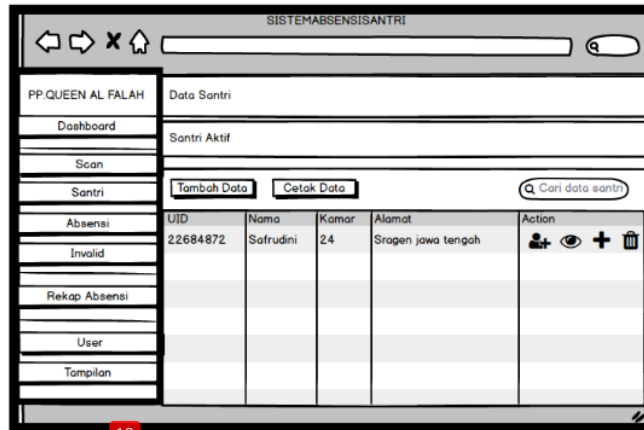 SISTEMABSENSISANTRI
PP.QUEEN AL FALAH
Data Santri
Dashboard
Santri Aktif
Scan
Santri
Tambah Data
Cetak Data
Cari data santri
Absensi
UID Nama Kamar Alamat Action
22684872 Safrudini 24 Sragen jawa tengah
Invalid
Rekap Absensi
User
Tampilan